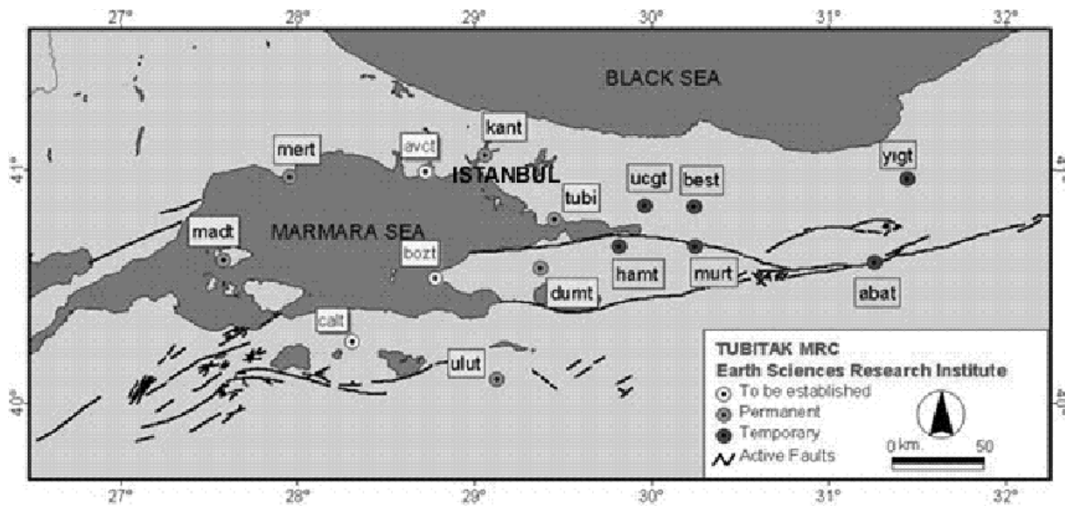 27° 28° 29° 30° 31° 32°
BLACK SEA
kant
mert avct
41° ISTANBUL ucgt best yıgt 41°
tubi
madt MARMARA SEA
bozt
hamt murt
dumt abat
calt
ulut
TUBITAK MRC
Earth Sciences Research Institute
To be established
Permanent
Temporary
Active Faults
0 km. 50
40° 40°
27° 28° 29° 30° 31° 32°